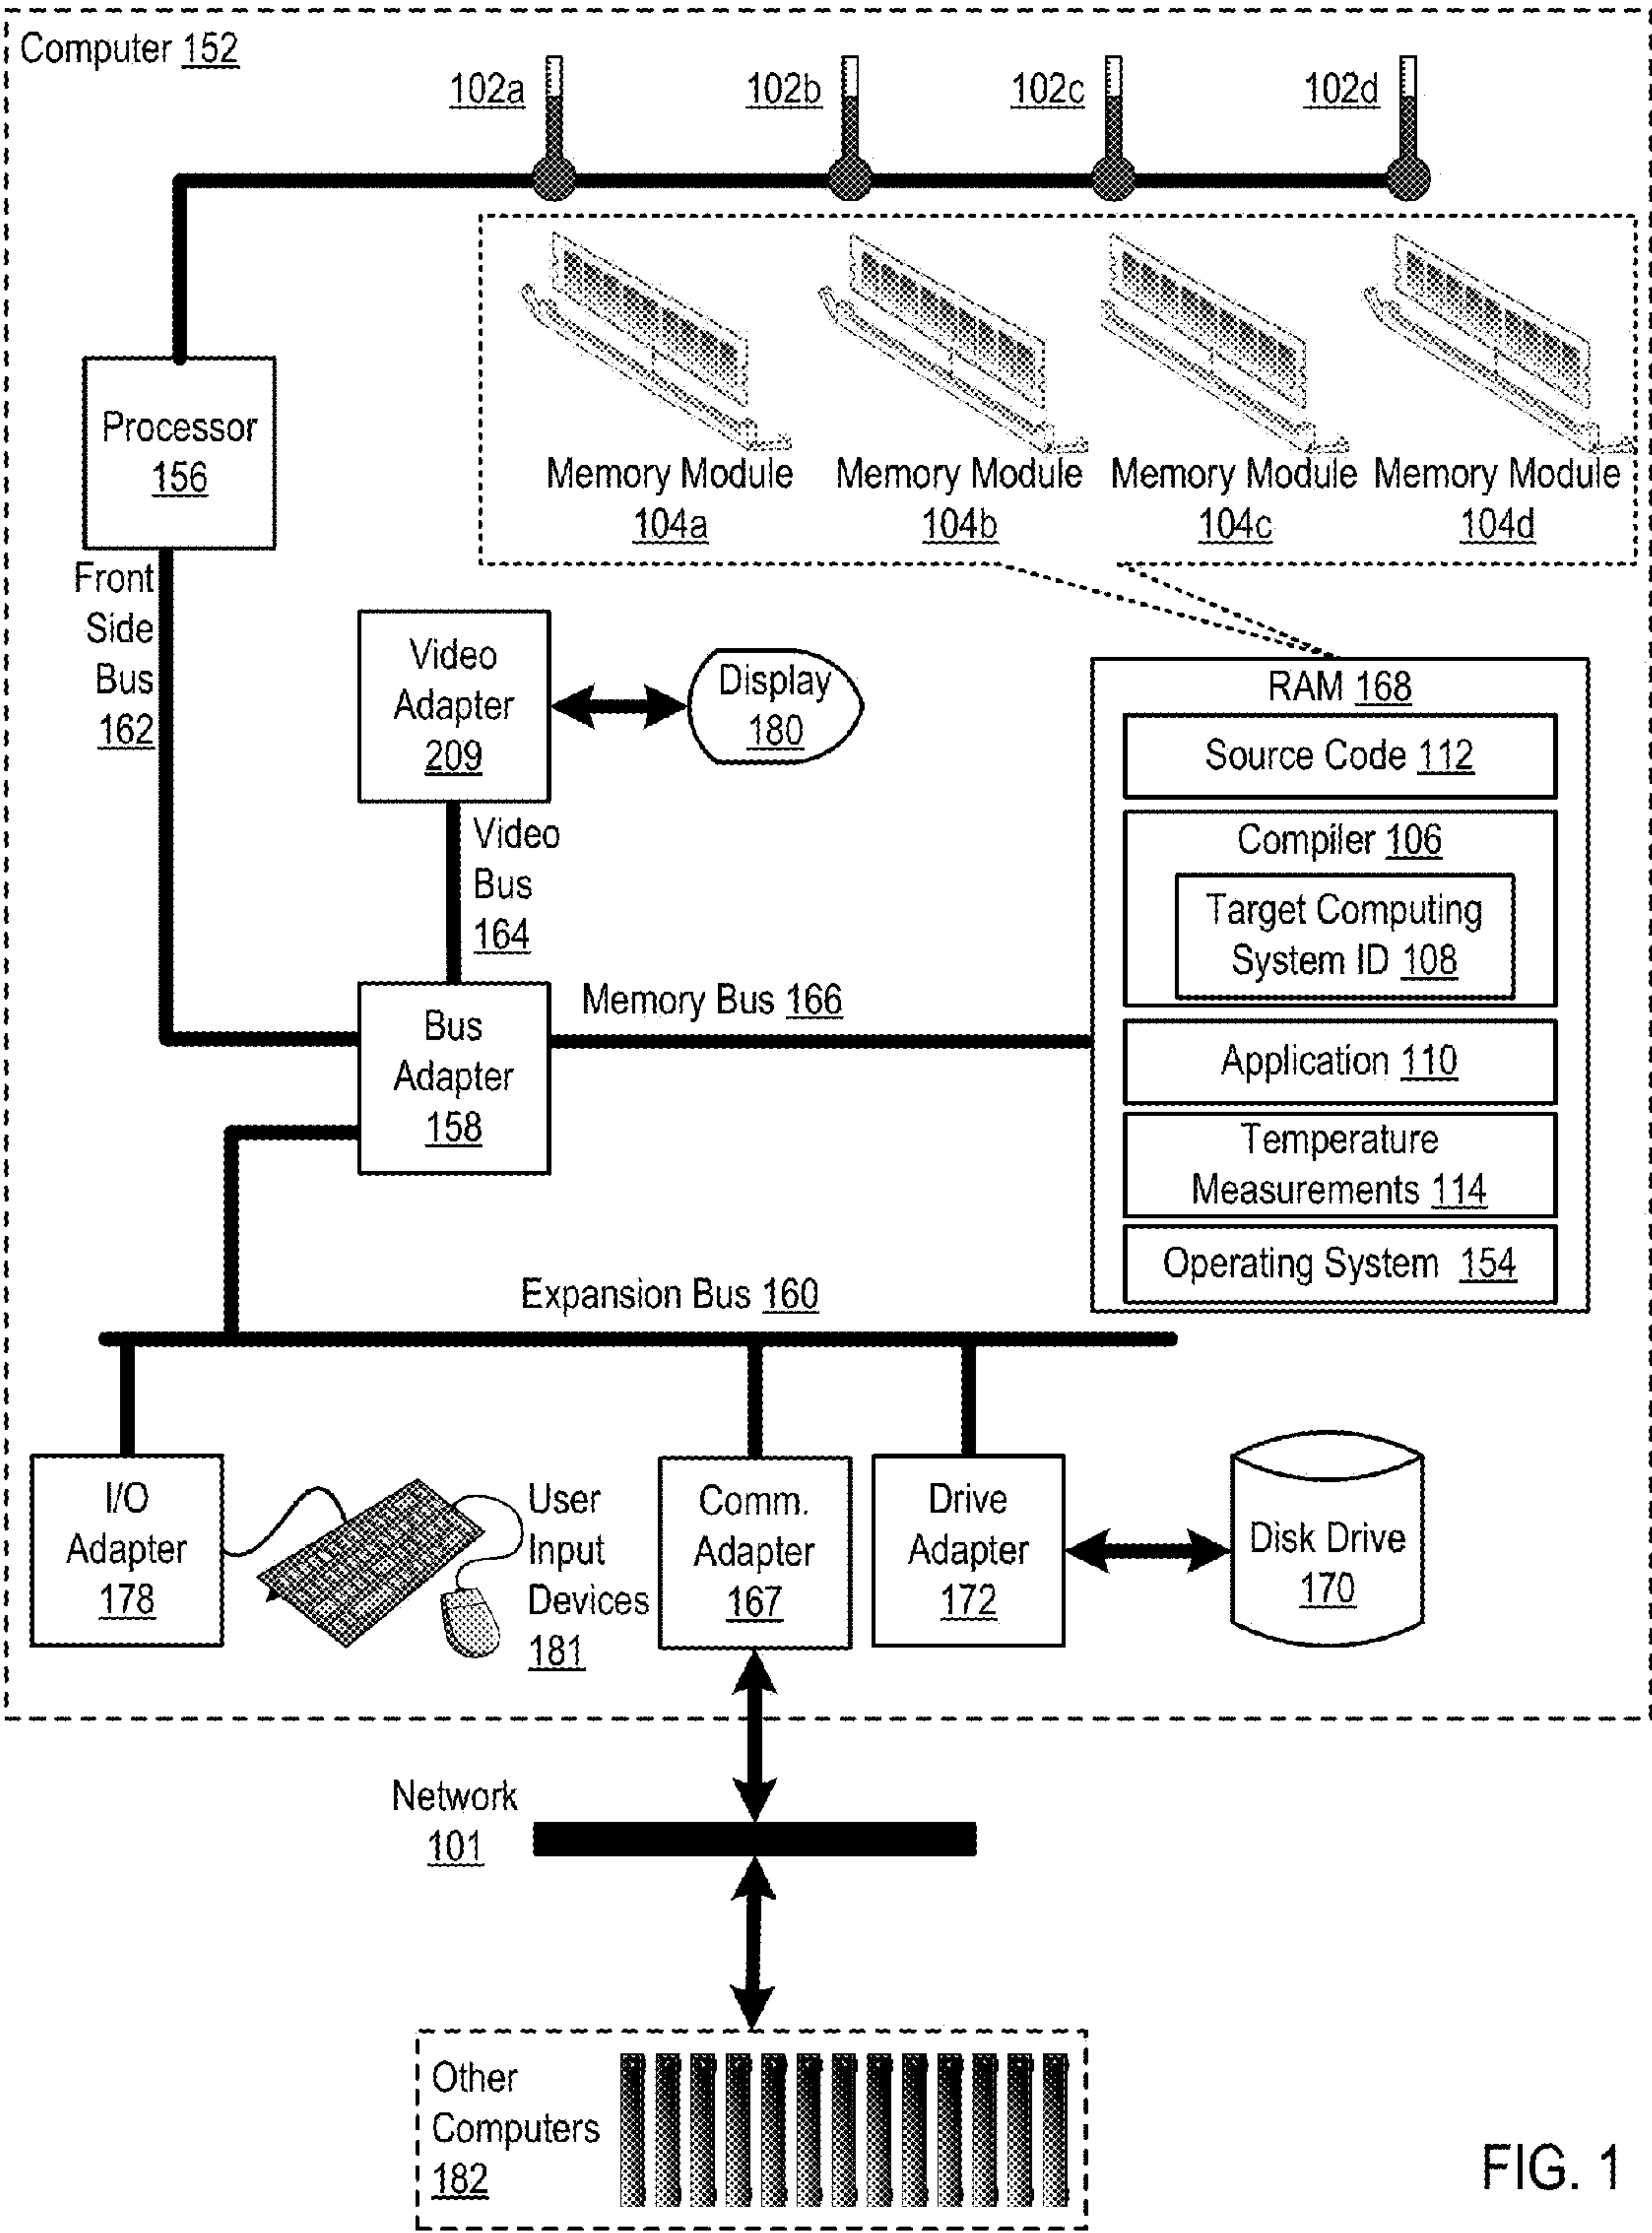 Computer 152
102a
102b
102c
102d
Processor
156
Memory Module
104a
Memory Module
104b
Memory Module
104c
Memory Module
104d
Front
Side
Bus
162
Video
Adapter
209
Display
180
Video
Bus
164
RAM 168
Source Code 112
Compiler 106
Target Computing
System ID 108
Application 110
Temperature
Measurements 114
Operating System 154
Bus
Adapter
158
Memory Bus 166
Expansion Bus 160
I/O
Adapter
178
User
Input
Devices
181
Comm.
Adapter
167
Drive
Adapter
172
Disk Drive
170
Network
101
Other
Computers
182
FIG. 1